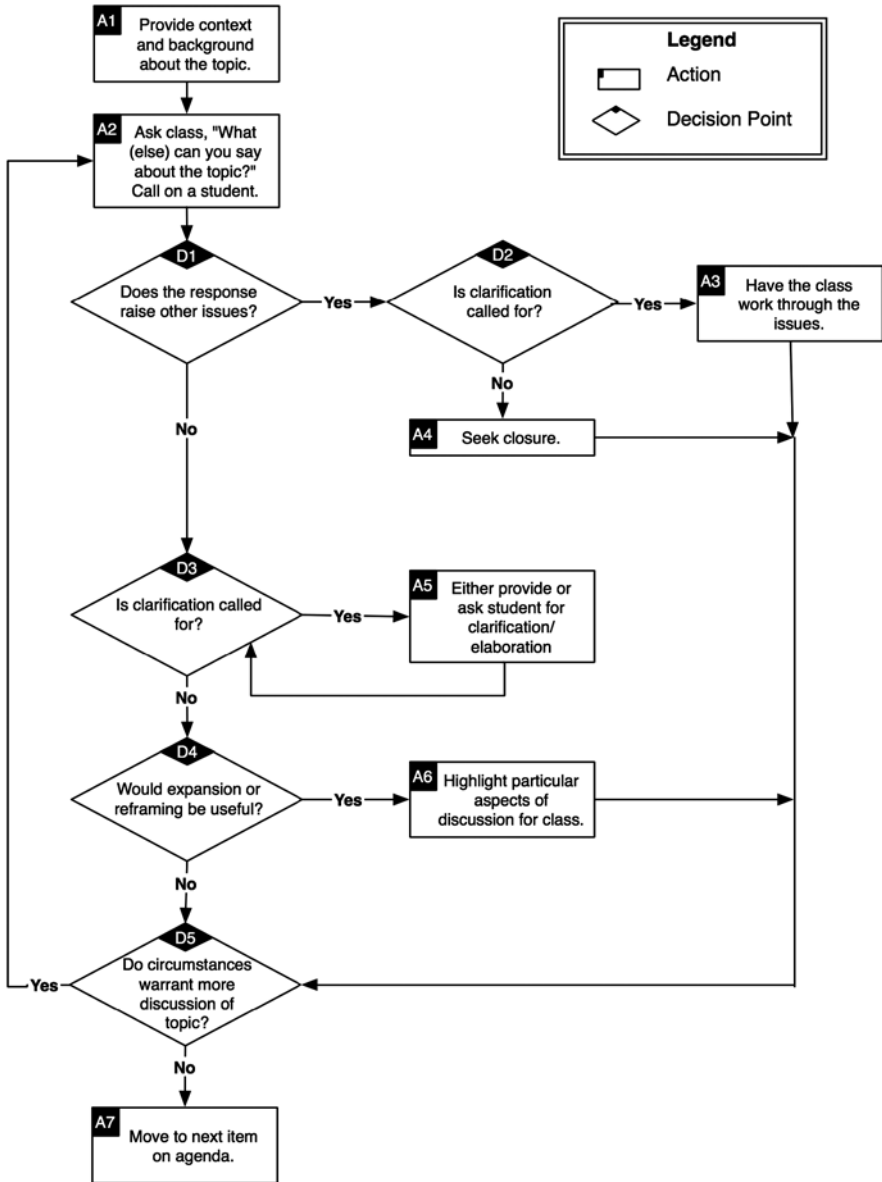 A1
Provide context
and background
about the topic.
Legend
Action
Decision Point
A2
Ask class, "What
(else) can you say
about the topic?"
Call on a student.
D1
Does the response
raise other issues?
Yes
D2
Is clarification
called for?
Yes
A3
Have the class
work through the
issues.
No
No
A4
Seek closure.
D3
Is clarification called
for?
Yes
A5
Either provide or
ask student for
clarification/
elaboration
No
D4
Would expansion or
reframing be useful?
Yes
A6
Highlight particular
aspects of
discussion for class.
No
D5
Do circumstances
warrant more
discussion of
topic?
Yes
No
A7
Move to next item
on agenda.